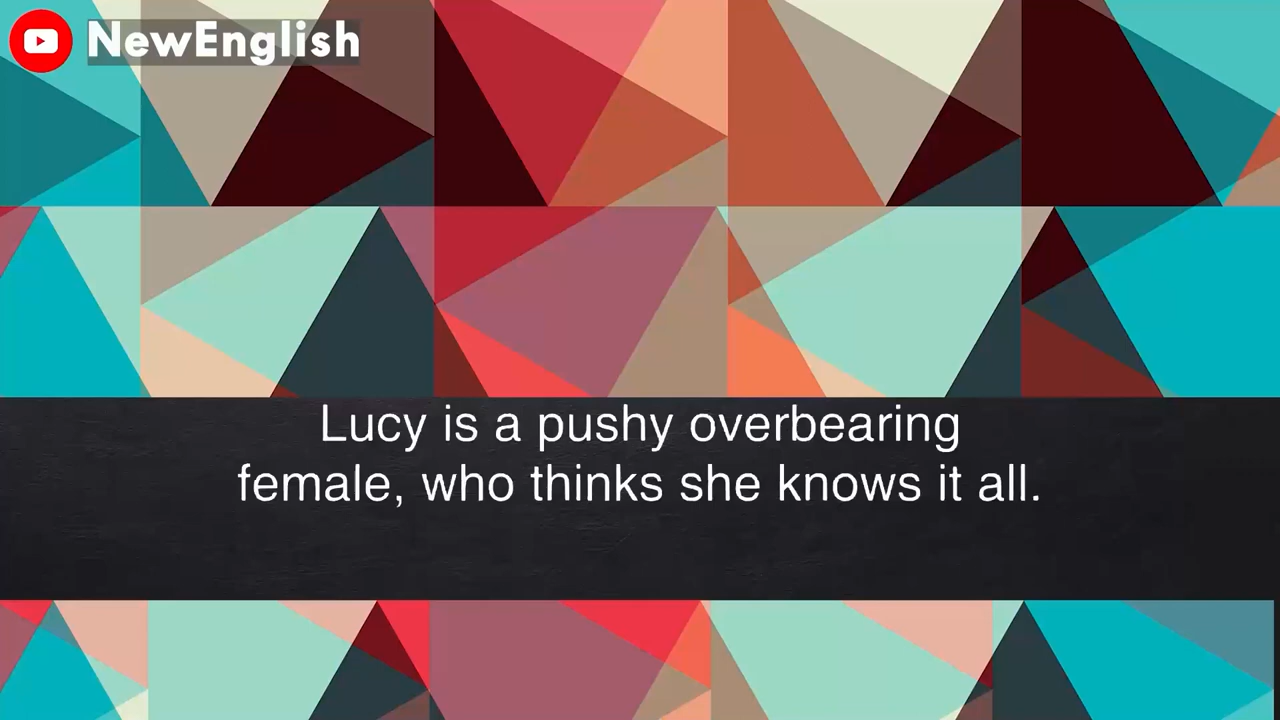 NewEnglish
Lucy is a pushy overbearing
female, who thinks she knows it all.